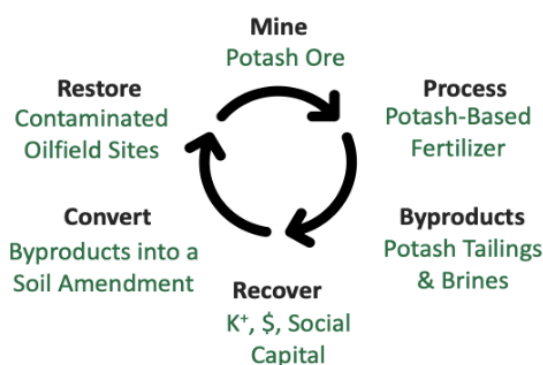 Mine
Potash Ore
Process
Potash-Based
Fertilizer
Byproducts
Potash Tailings
& Brines
Recover
K⁺, $, Social
Capital
Convert
Byproducts into a
Soil Amendment
Restore
Contaminated
Oilfield Sites